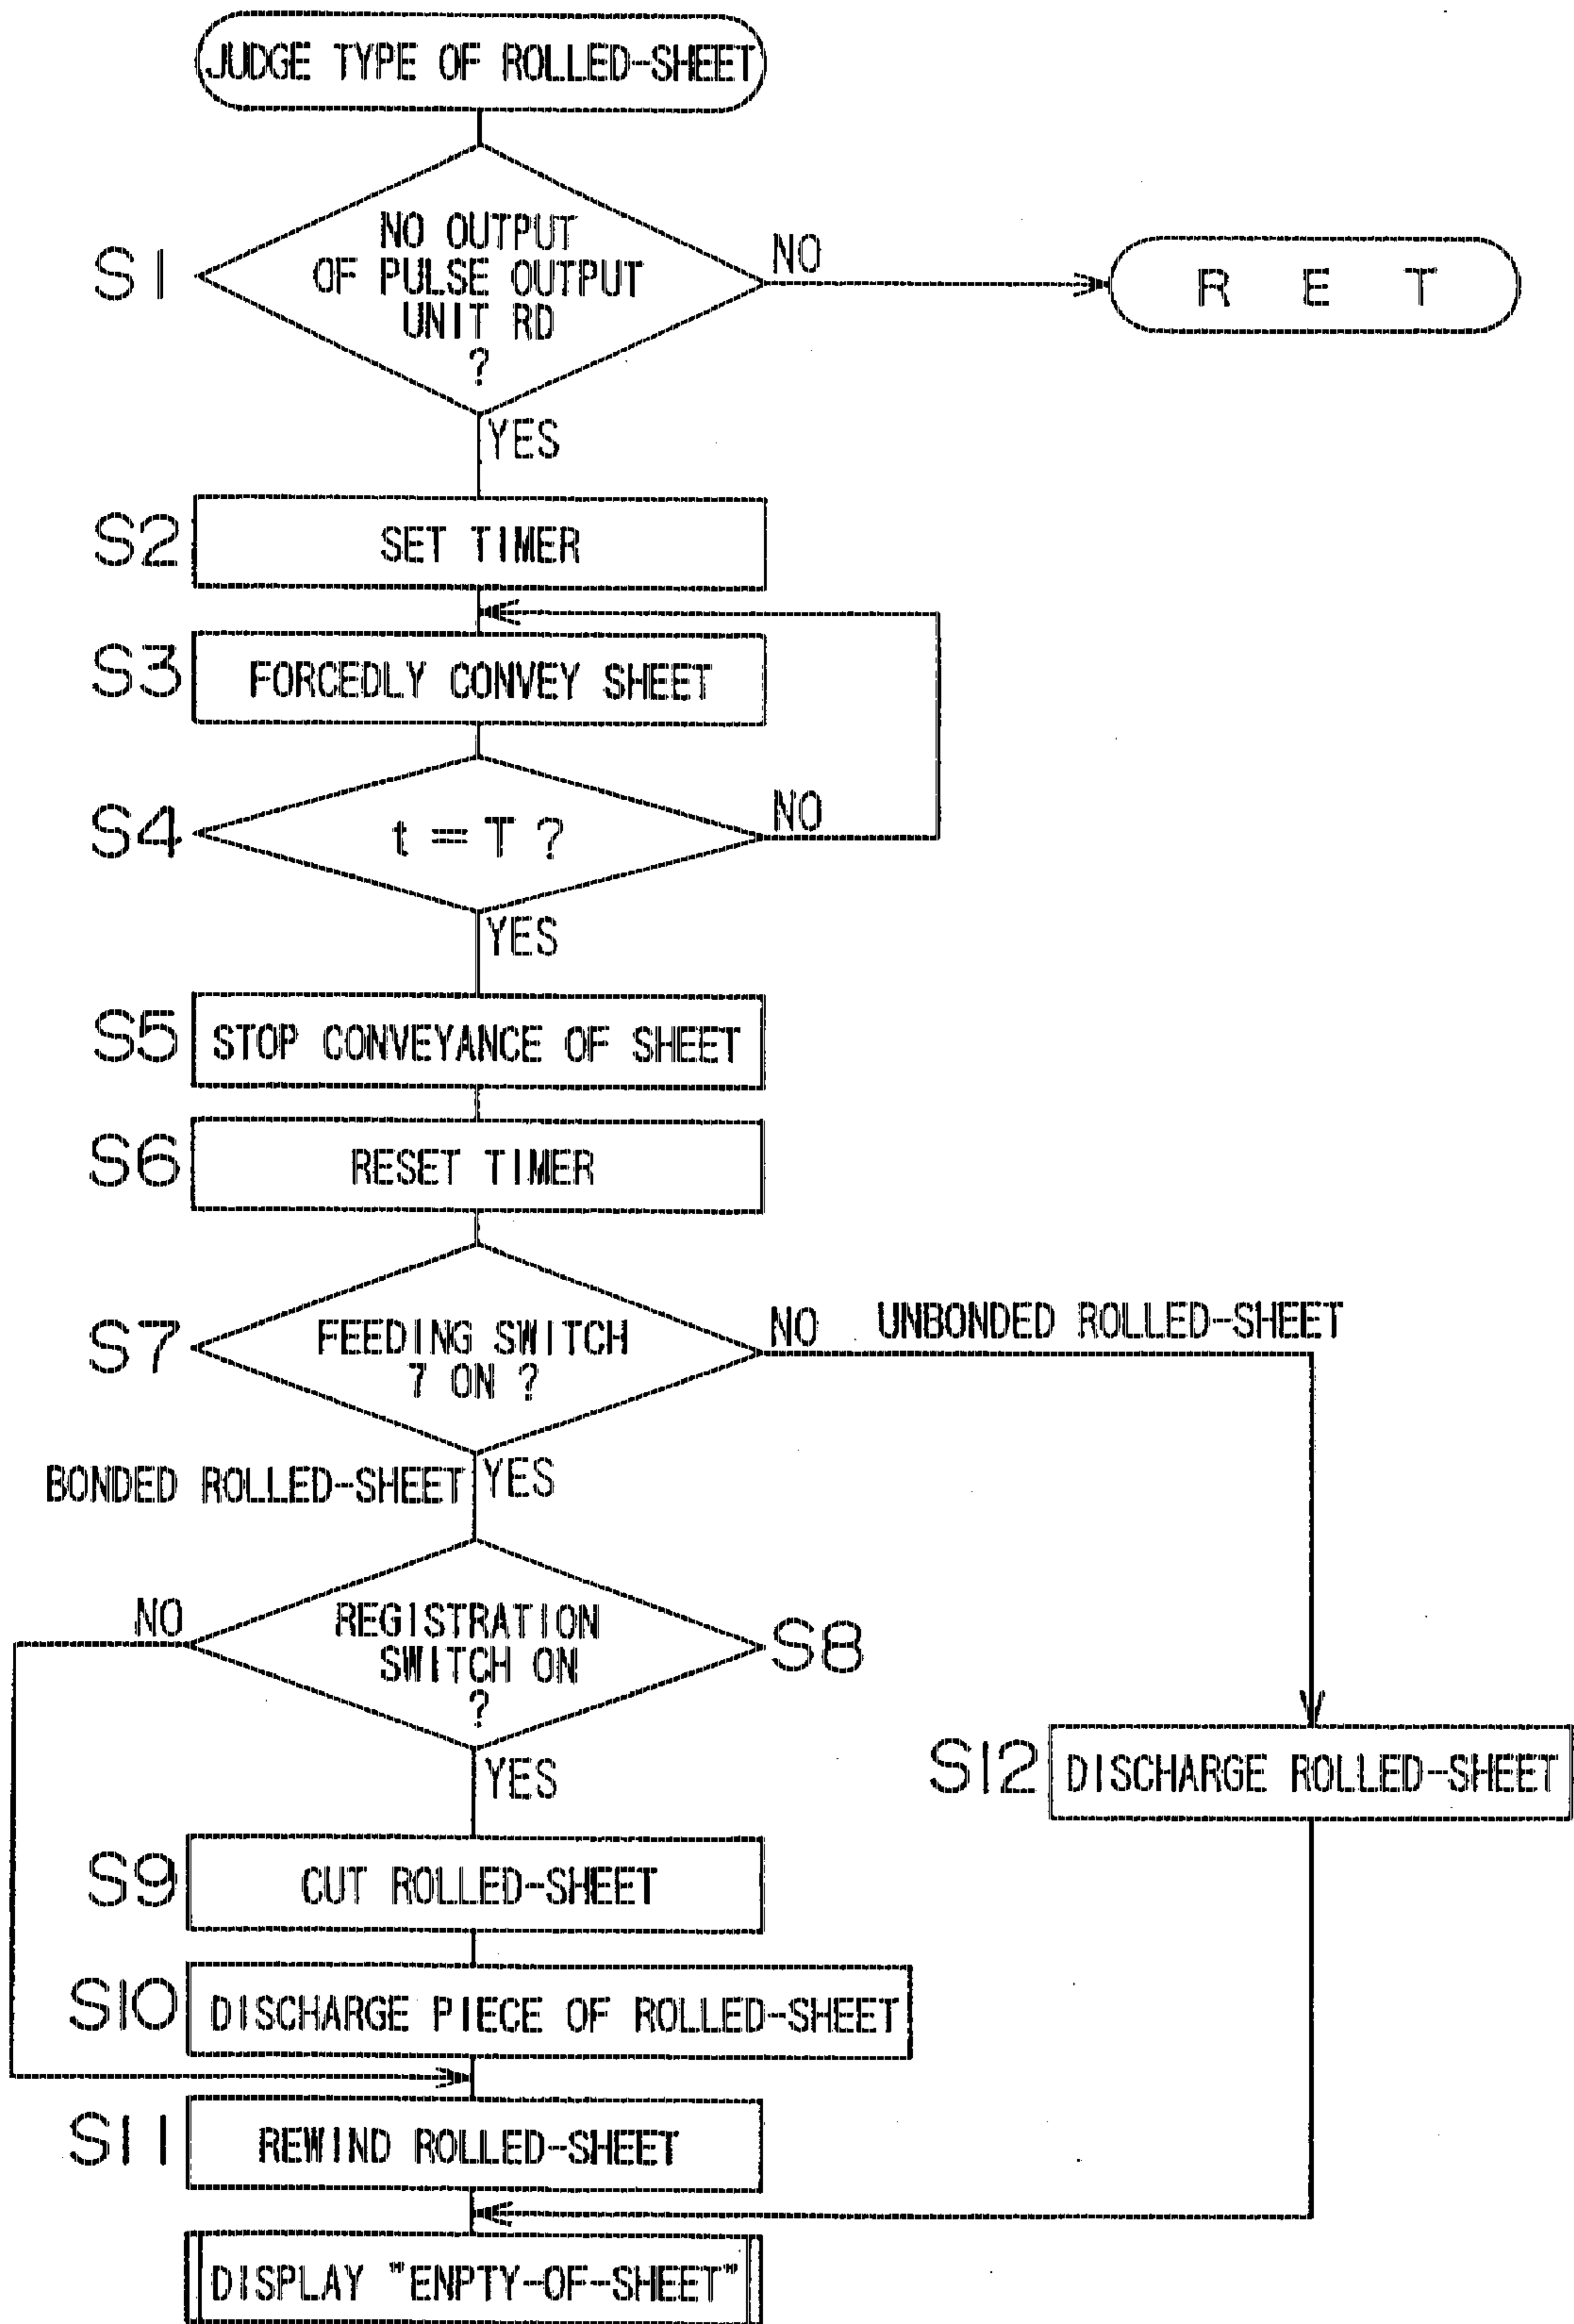 JUDGE TYPE OF ROLLED-SHEET
S1
NO OUTPUT
OF PULSE OUTPUT
UNIT RD
?
NO
R E T
YES
S2
SET TIMER
S3
FORCEDLY CONVEY SHEET
S4
t = T ?
NO
YES
S5
STOP CONVEYANCE OF SHEET
S6
RESET TIMER
S7
FEEDING SWITCH
7 ON ?
NO
UNBONDED ROLLED-SHEET
BONDED ROLLED-SHEET
YES
NO
REGISTRATION
SWITCH ON
?
S8
YES
S12
DISCHARGE ROLLED-SHEET
S9
CUT ROLLED-SHEET
S10
DISCHARGE PIECE OF ROLLED-SHEET
S11
REWIND ROLLED-SHEET
DISPLAY "ENPTY-OF-SHEET"